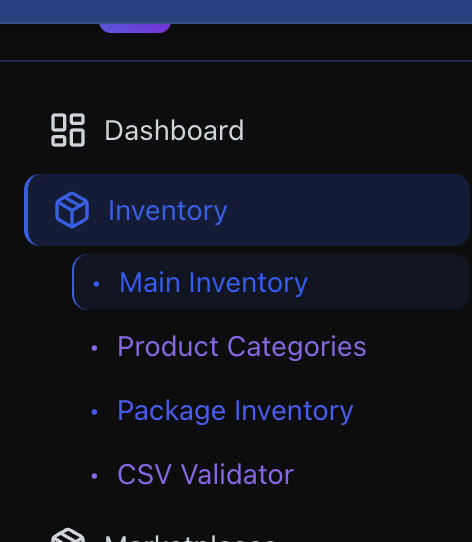 Dashboard
Inventory
• Main Inventory
• Product Categories
• Package Inventory
• CSV Validator